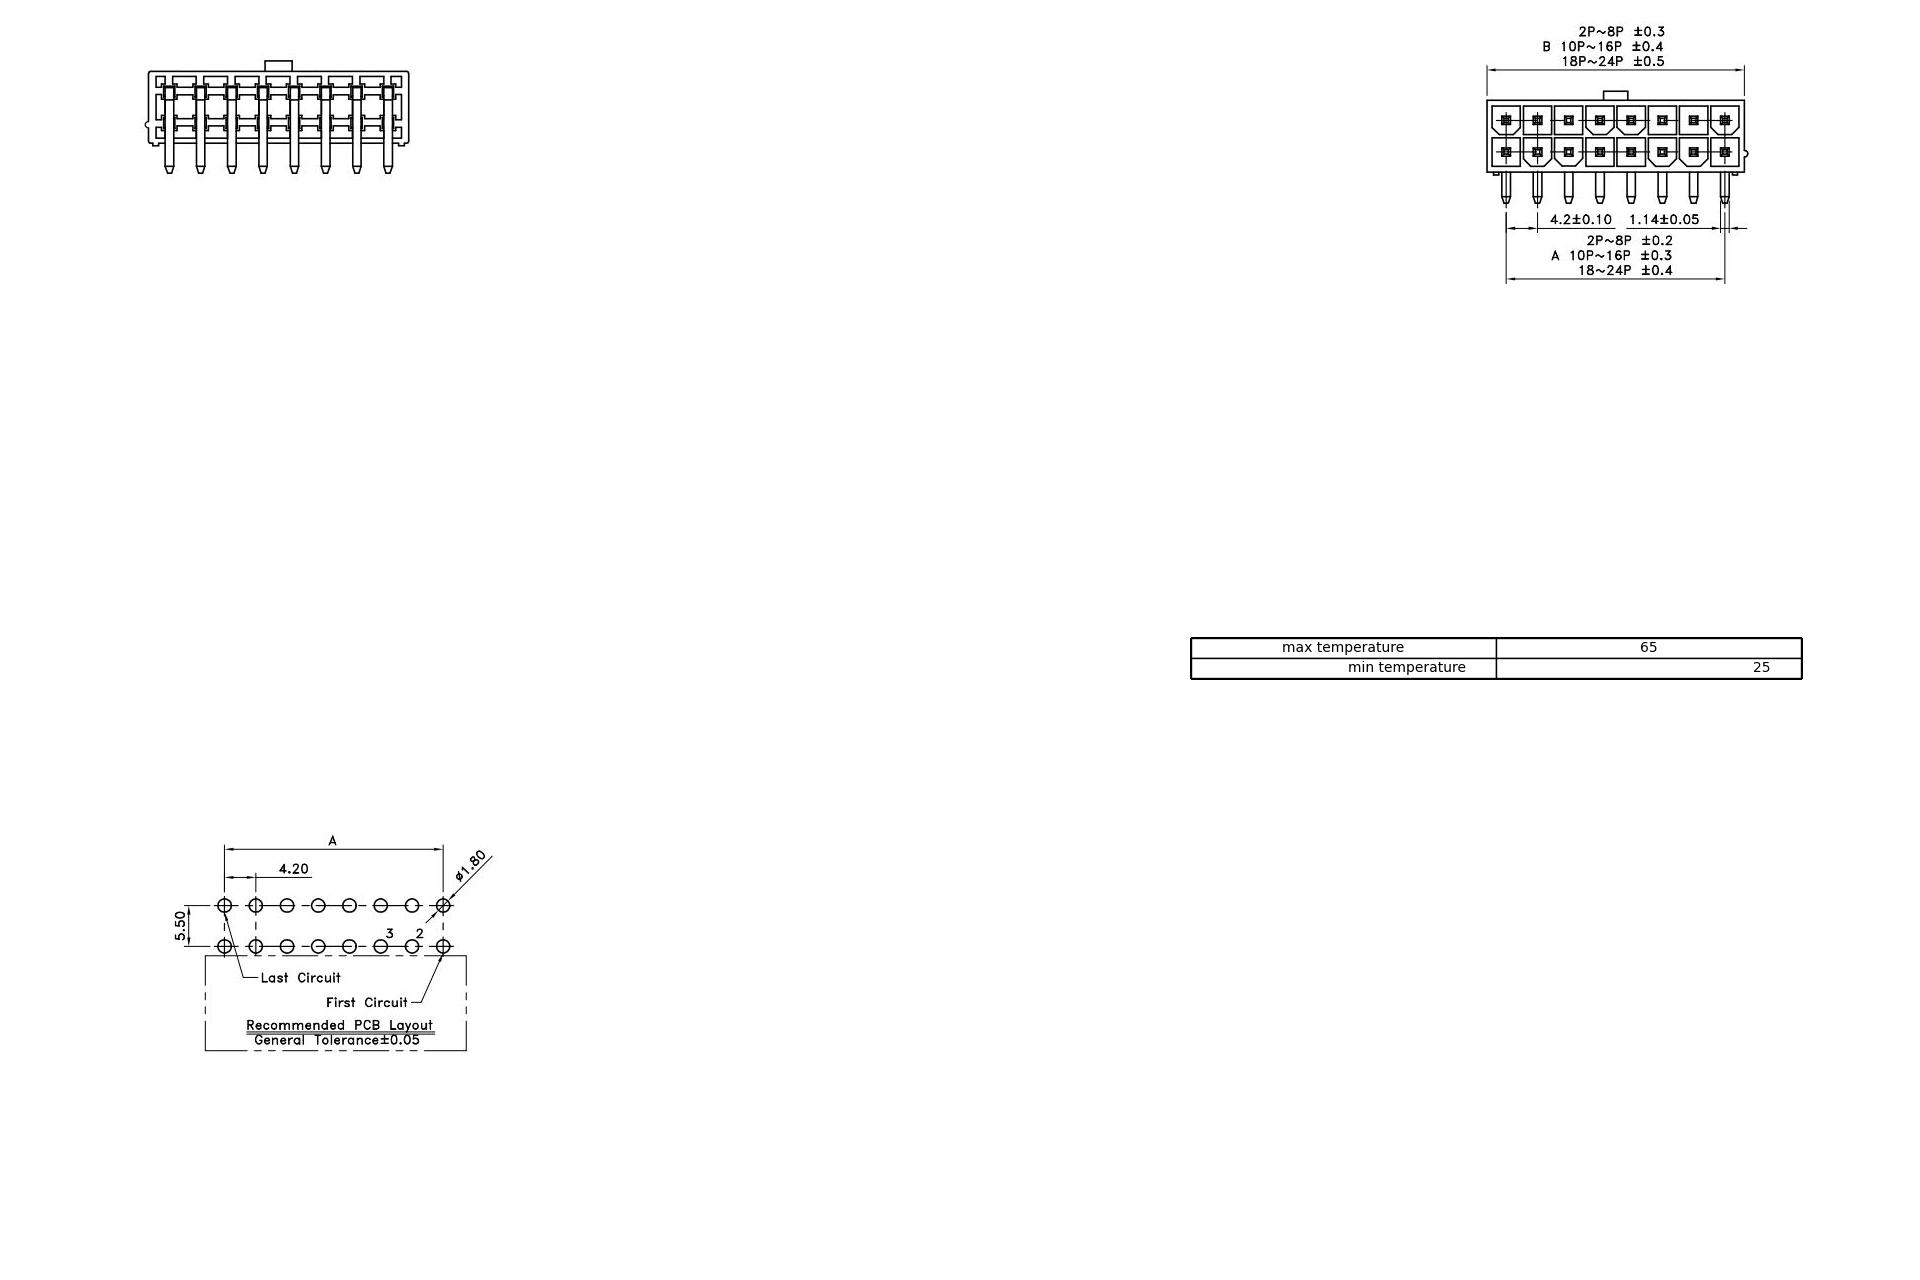 2P~8P ±0.3
B 10P~16P ±0.4
18P~24P ±0.5
4.2±0.10 1.14±0.05
2P~8P ±0.2
A 10P~16P ±0.3
18~24P ±0.4
max temperature 65
min temperature 25
A
4.20
ø1.80
5.50
3 2
Last Circuit
First Circuit
Recommended PCB Layout
General Tolerance±0.05